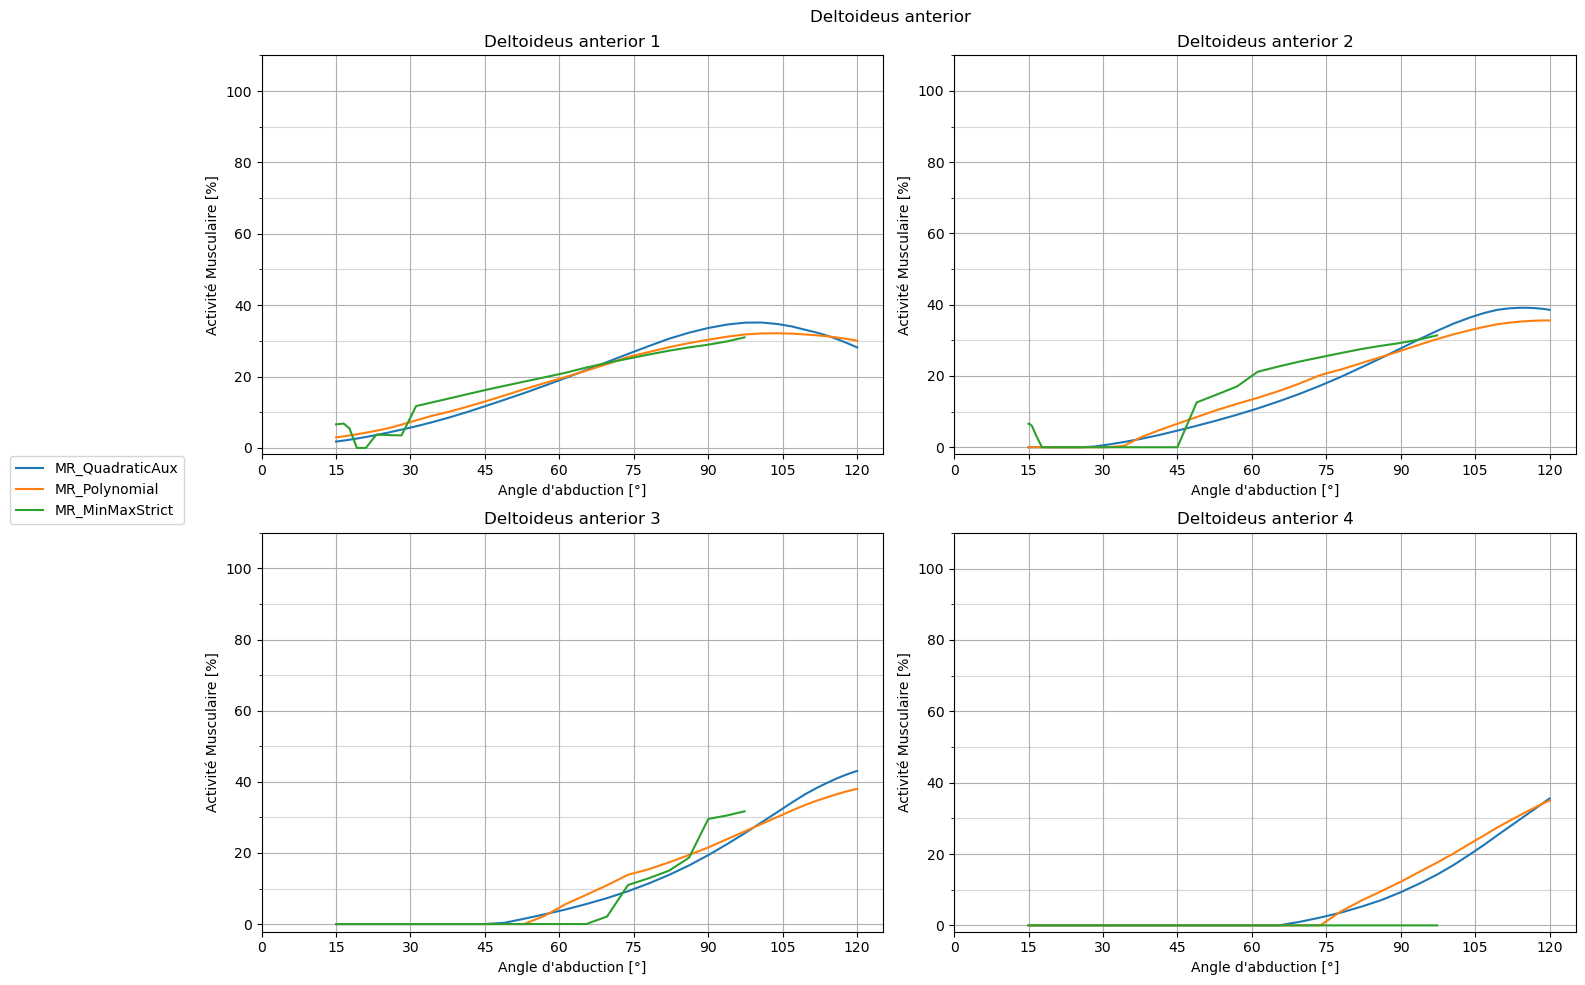 Deltoideus anterior
Deltoideus anterior 1
Activité Musculaire [%]
100
80
60
40
20
0
0 15 30 45 60 75 90 105 120
Angle d'abduction [°]
Deltoideus anterior 2
Activité Musculaire [%]
100
80
60
40
20
0
0 15 30 45 60 75 90 105 120
Angle d'abduction [°]
MR_QuadraticAux
MR_Polynomial
MR_MinMaxStrict
Deltoideus anterior 3
Activité Musculaire [%]
100
80
60
40
20
0
0 15 30 45 60 75 90 105 120
Angle d'abduction [°]
Deltoideus anterior 4
Activité Musculaire [%]
100
80
60
40
20
0
0 15 30 45 60 75 90 105 120
Angle d'abduction [°]